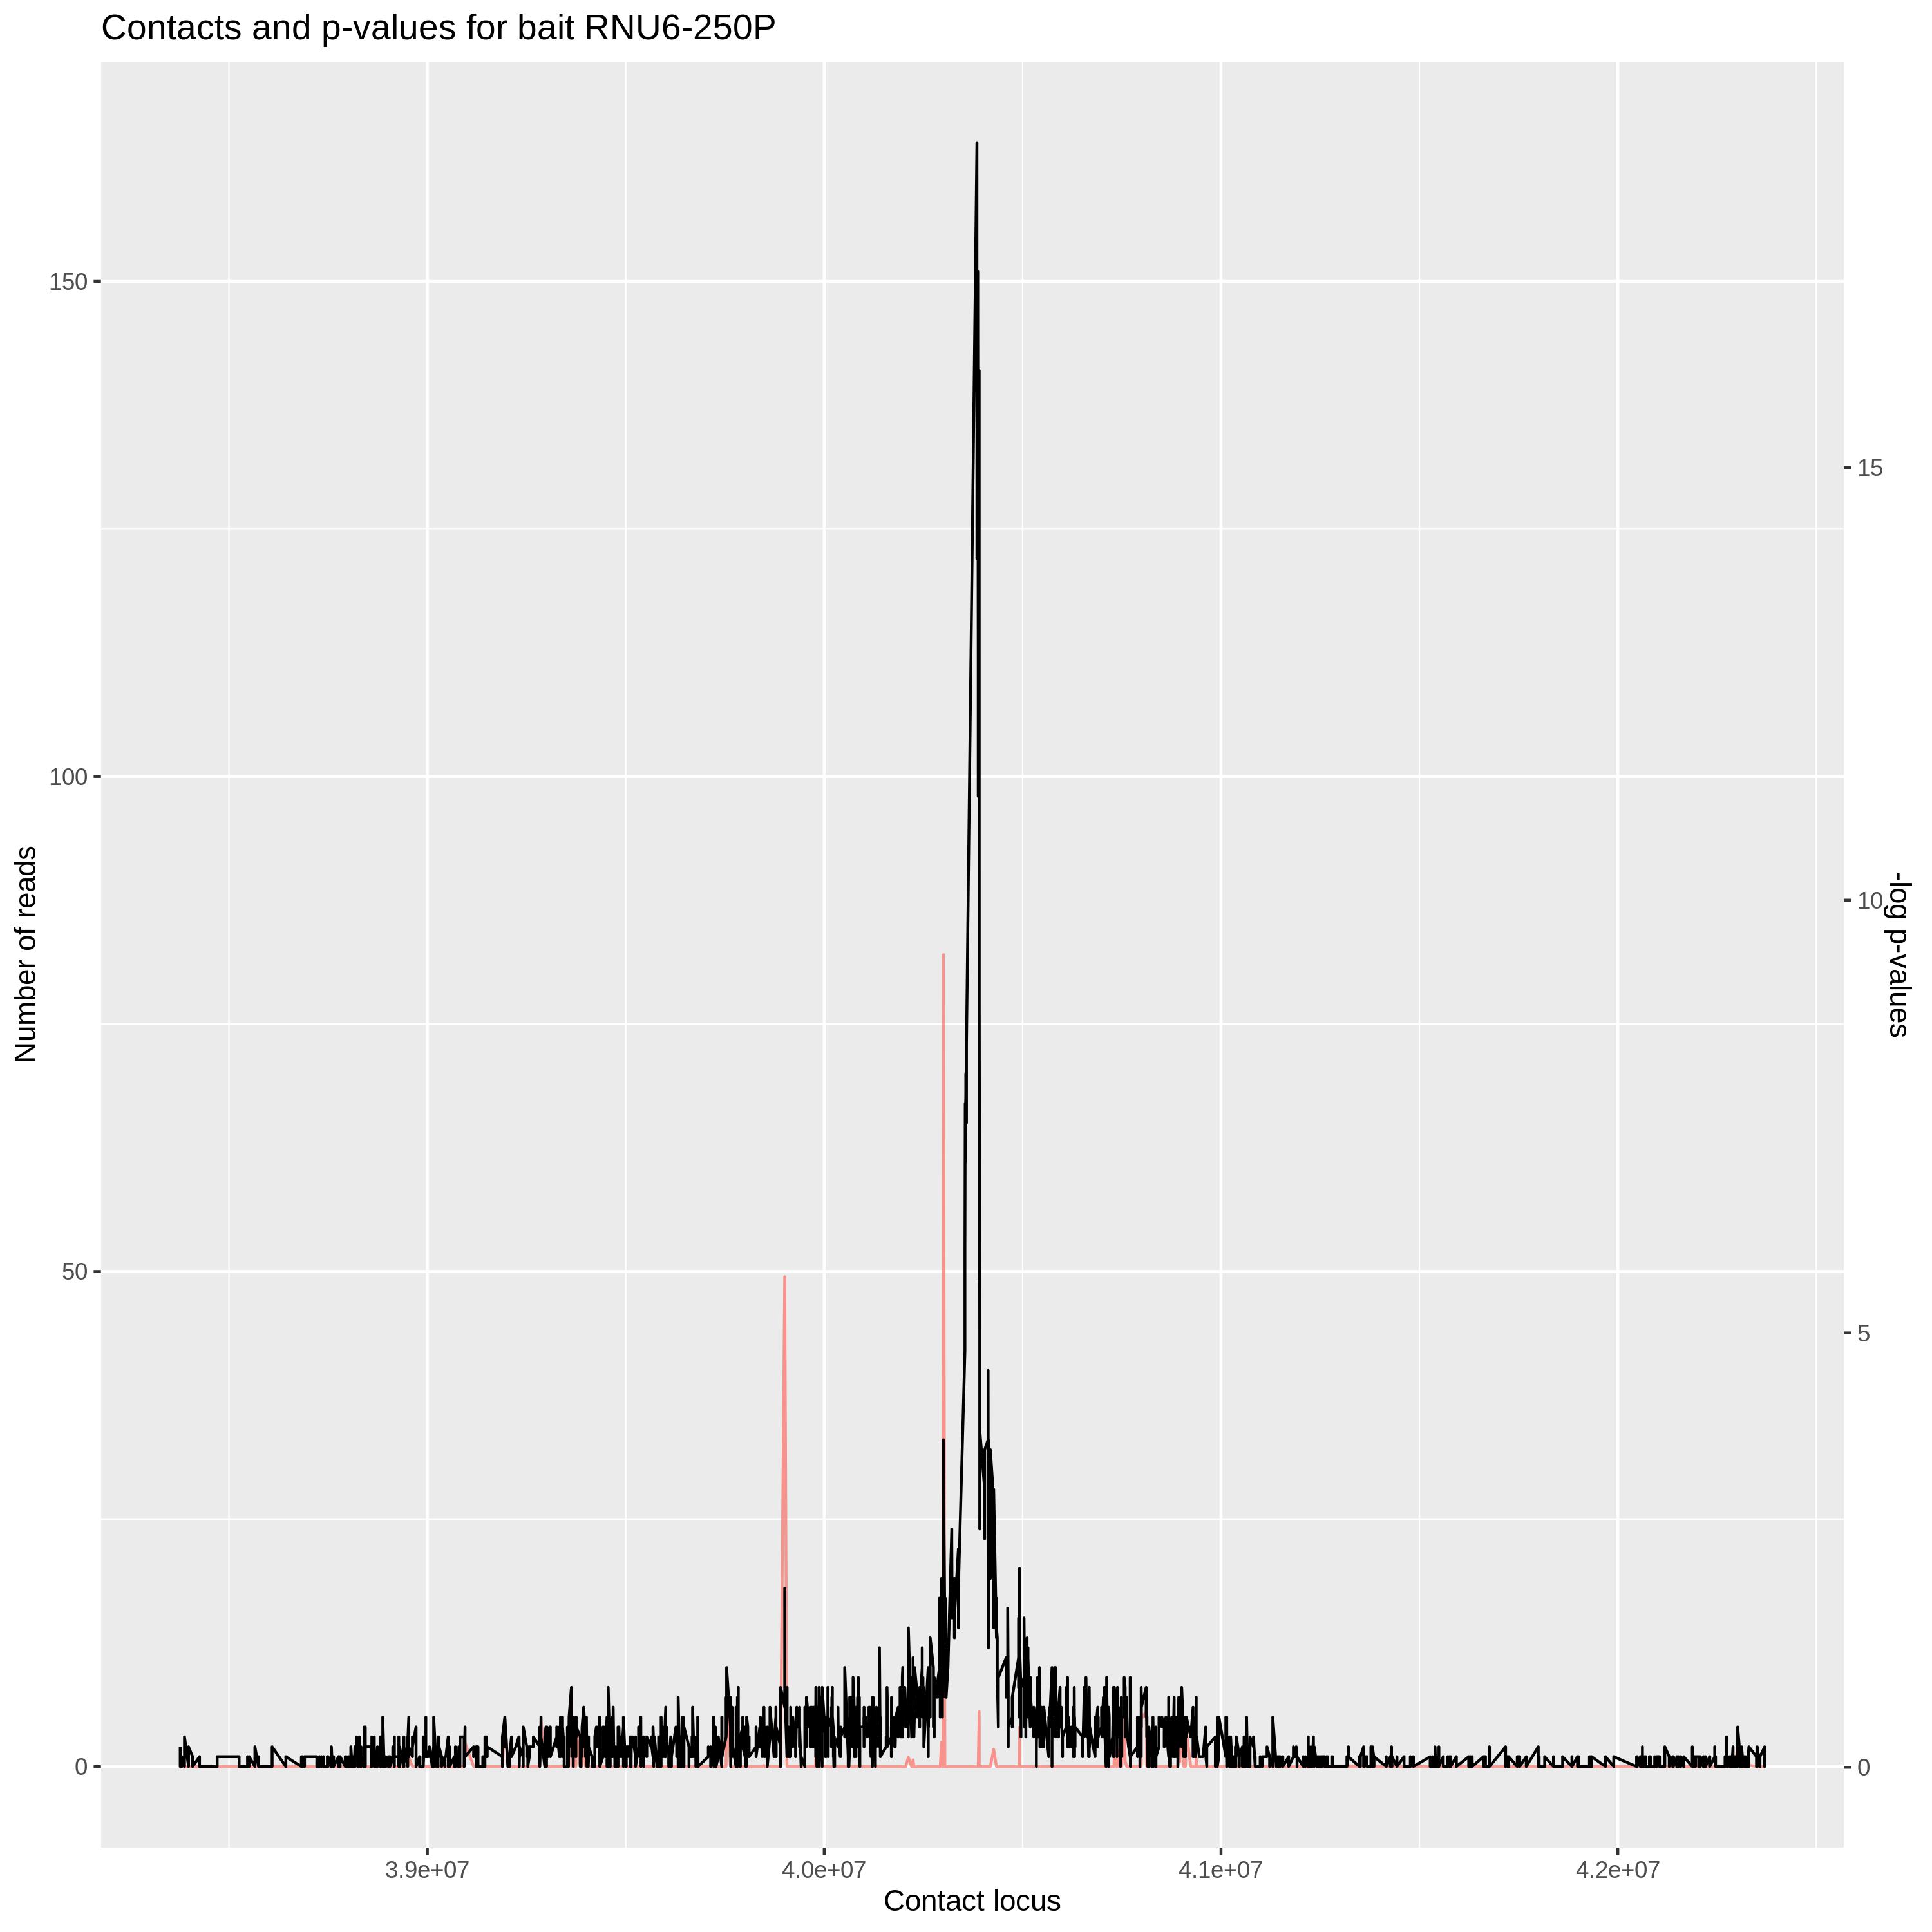 Contacts and p-values for bait RNU6-250P
150
100
50
0
Number of reads
15
10
5
0
-log p-values
3.9e+07
4.0e+07
4.1e+07
4.2e+07
Contact locus